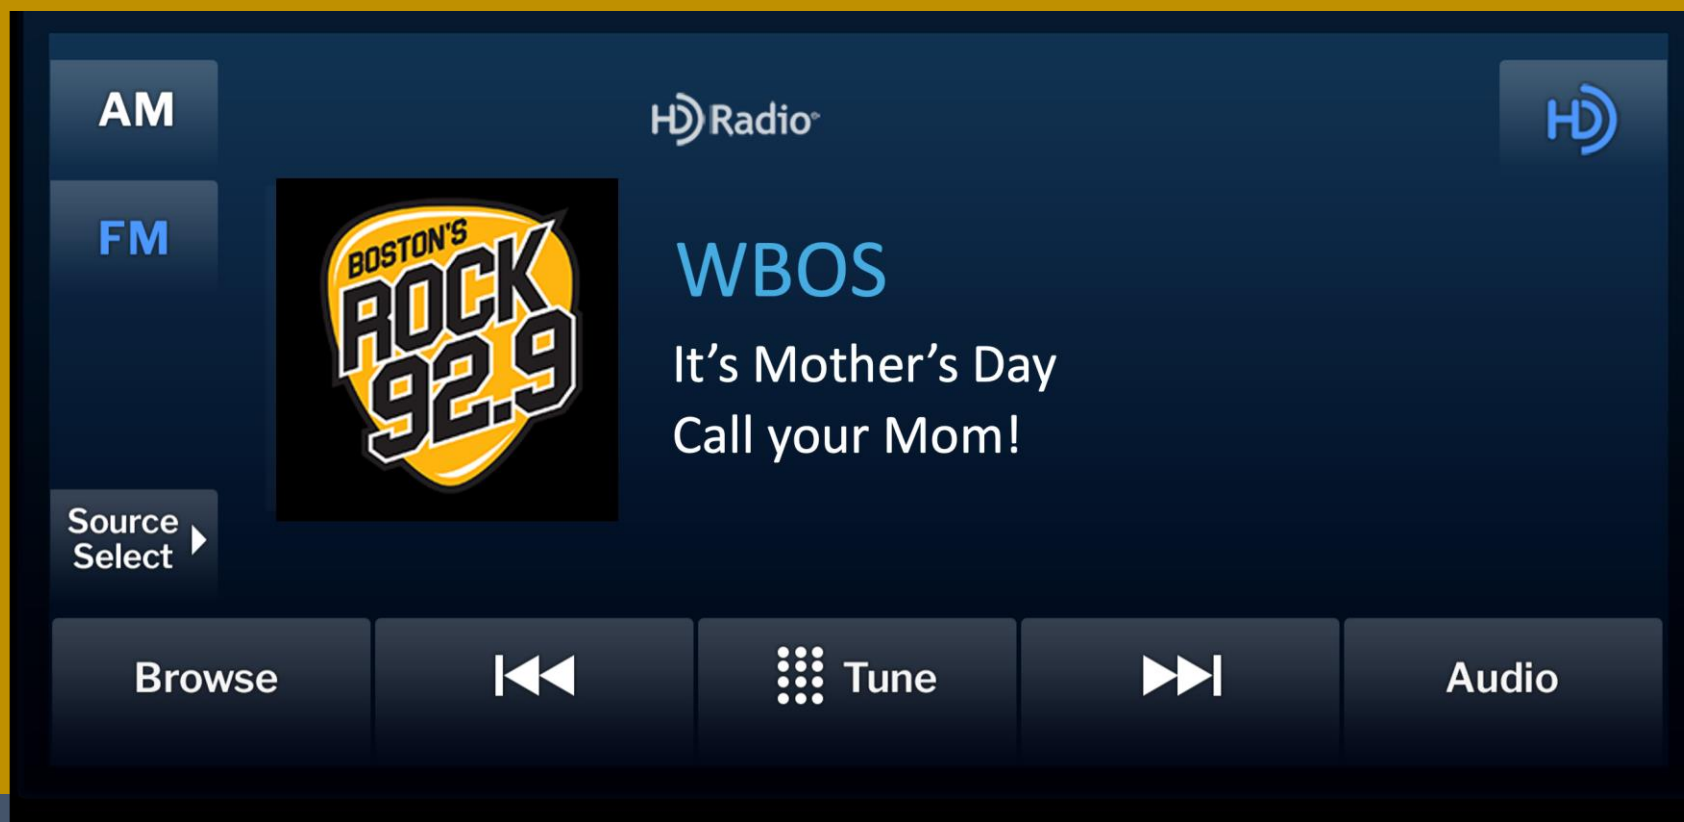 AM
HD Radio®
HD
FM
BOSTON'S
ROCK
92.9
WBOS
It’s Mother’s Day
Call your Mom!
Source
Select
Browse
Tune
Audio